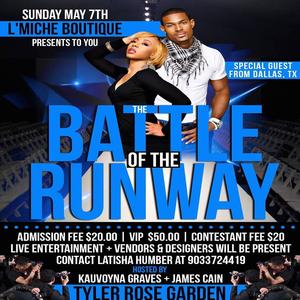 SUNDAY MAY 7TH
L'MICHE BOUTIQUE
PRESENTS TO YOU
SPECIAL GUEST
FROM DALLAS, TX
THE
BATTLE
OF THE
RUNWAY
ADMISSION FEE $20.00 | VIP $50.00 | CONTESTANT FEE $20
LIVE ENTERTAINMENT + VENDORS & DESIGNERS WILL BE PRESENT
CONTACT LATISHA HUMBER AT 9033724419
HOSTED BY
KAUVOYNA GRAVES + JAMES CAIN
TYLER ROSE GARDEN